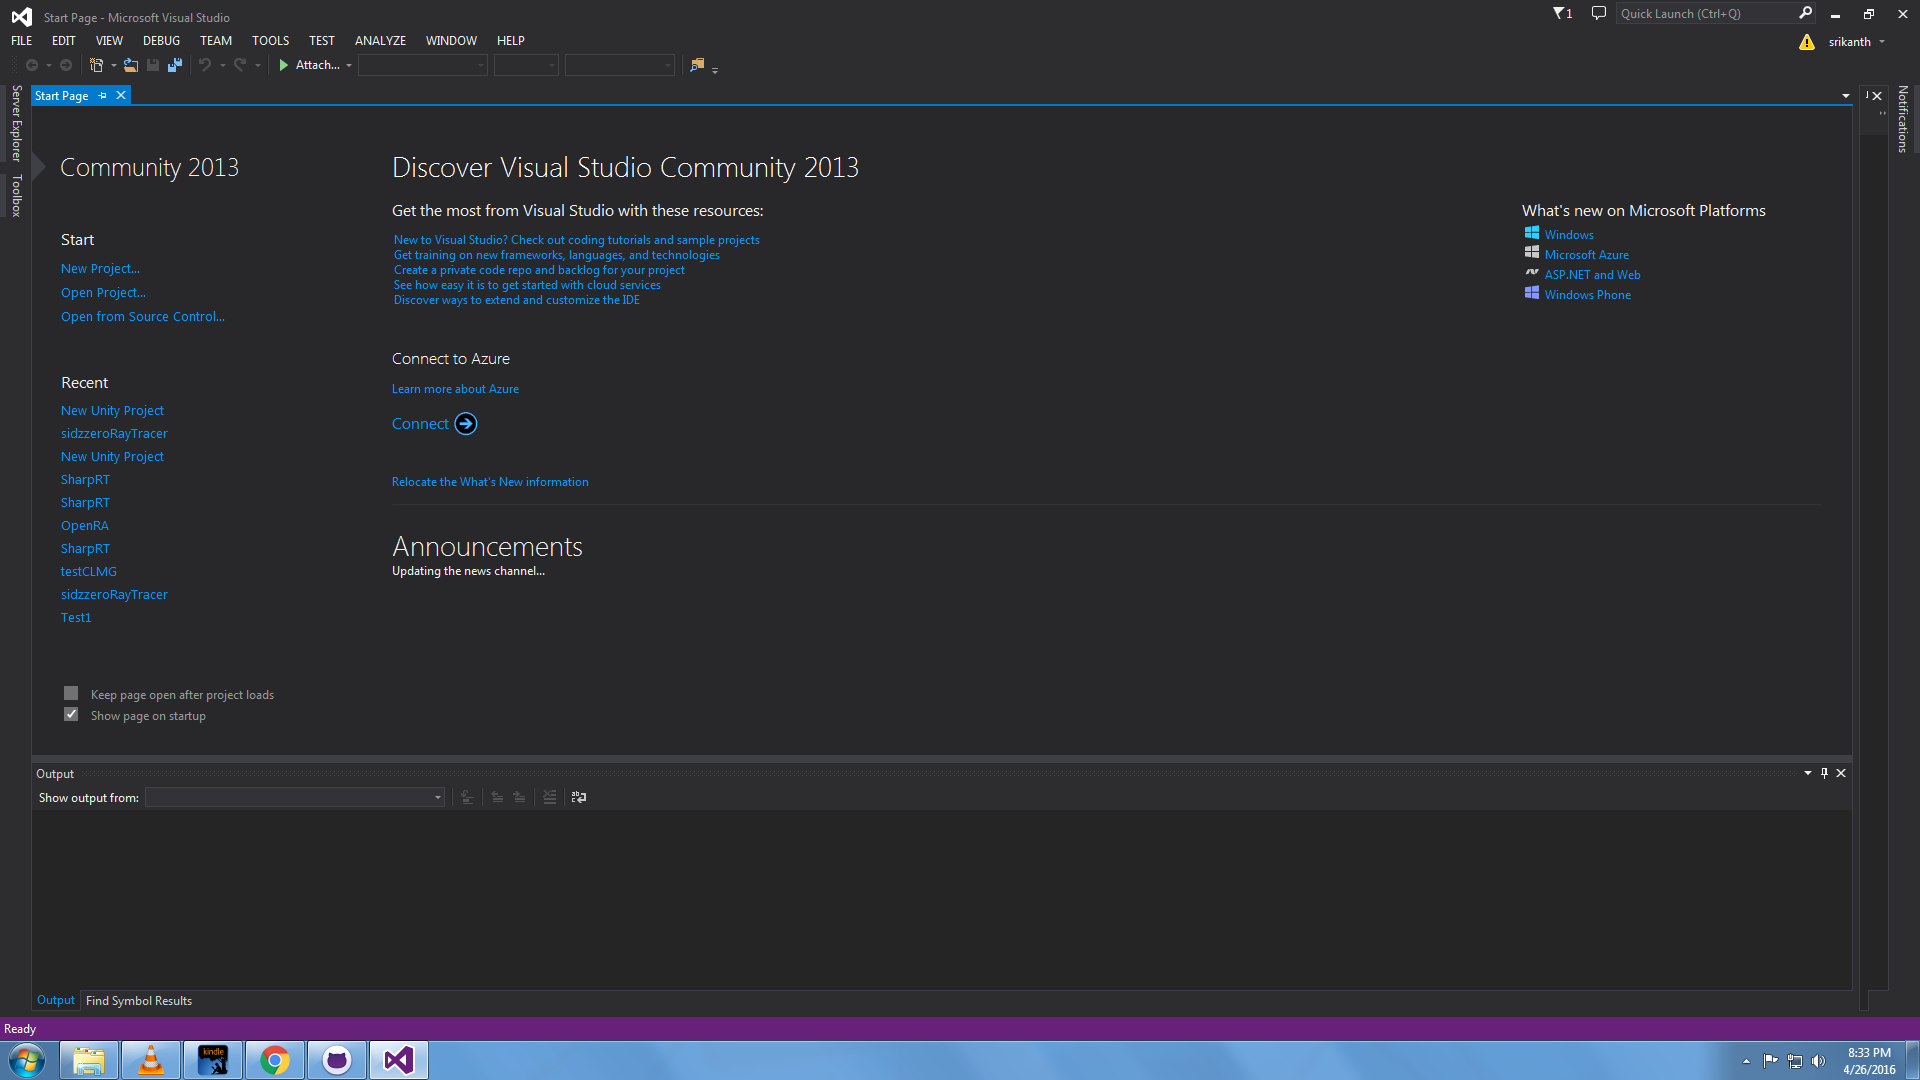 Start Page - Microsoft Visual Studio
1
Quick Launch (Ctrl+Q)
FILE EDIT VIEW DEBUG TEAM TOOLS TEST ANALYZE WINDOW HELP
srikanth
Attach...
Server Explorer
Toolbox
Start Page
Notifications
Community 2013
Start
New Project...
Open Project...
Open from Source Control...
Recent
New Unity Project
sidzzeroRayTracer
New Unity Project
SharpRT
SharpRT
OpenRA
SharpRT
testCLMG
sidzzeroRayTracer
Test1
Keep page open after project loads
Show page on startup
Discover Visual Studio Community 2013
Get the most from Visual Studio with these resources:
New to Visual Studio? Check out coding tutorials and sample projects
Get training on new frameworks, languages, and technologies
Create a private code repo and backlog for your project
See how easy it is to get started with cloud services
Discover ways to extend and customize the IDE
Connect to Azure
Learn more about Azure
Connect
Relocate the What's New information
Announcements
Updating the news channel...
What's new on Microsoft Platforms
Windows
Microsoft Azure
ASP.NET and Web
Windows Phone
Output
Show output from:
Output Find Symbol Results
Ready
kindle
8:33 PM
4/26/2016